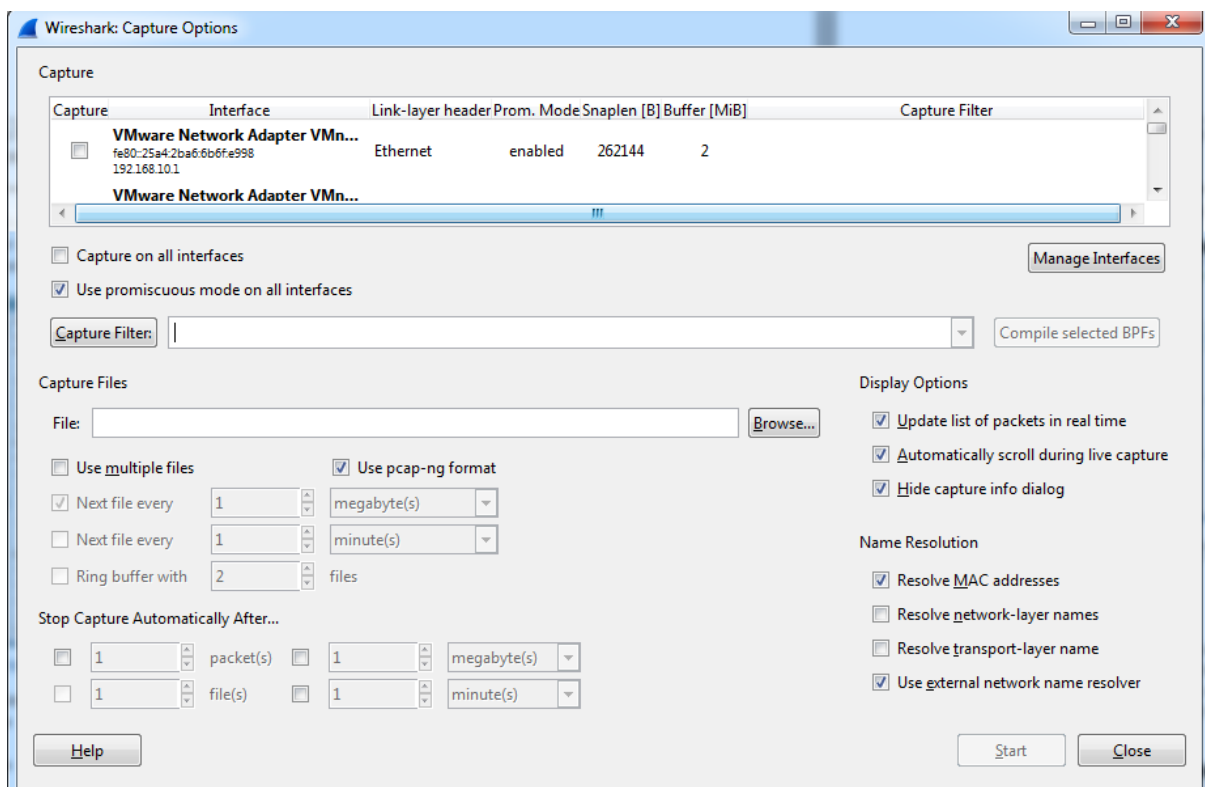 Wireshark: Capture Options
Capture
Capture Interface Link-layer header Prom. Mode Snaplen [B] Buffer [MiB] Capture Filter
VMware Network Adapter VMn...
fe80::25a4:2ba6:6b6f:e998
Ethernet enabled 262144 2
192.168.10.1
VMware Network Adapter VMn...
Capture on all interfaces
Manage Interfaces
Use promiscuous mode on all interfaces
Capture Filter:
Compile selected BPFs
Capture Files
File:
Browse...
Use multiple files
Use pcap-ng format
Next file every 1 megabyte(s)
Next file every 1 minute(s)
Ring buffer with 2 files
Stop Capture Automatically After...
1 packet(s) 1 megabyte(s)
1 file(s) 1 minute(s)
Display Options
Update list of packets in real time
Automatically scroll during live capture
Hide capture info dialog
Name Resolution
Resolve MAC addresses
Resolve network-layer names
Resolve transport-layer name
Use external network name resolver
Help
Start
Close